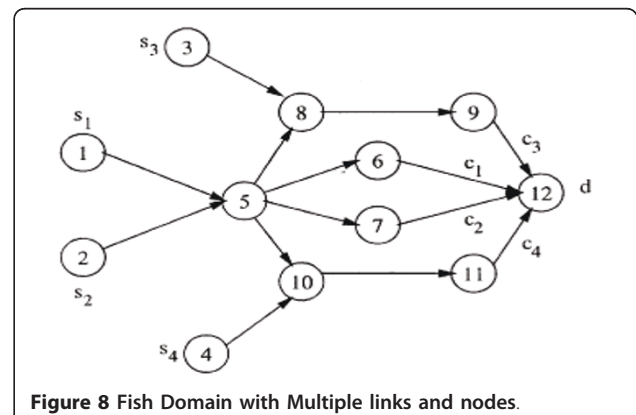 s3 3
8
9
s1
c3
1
6
c1
5
12 d
7
c2
2
s2
c4
10
11
s4 4
Figure 8 Fish Domain with Multiple links and nodes.